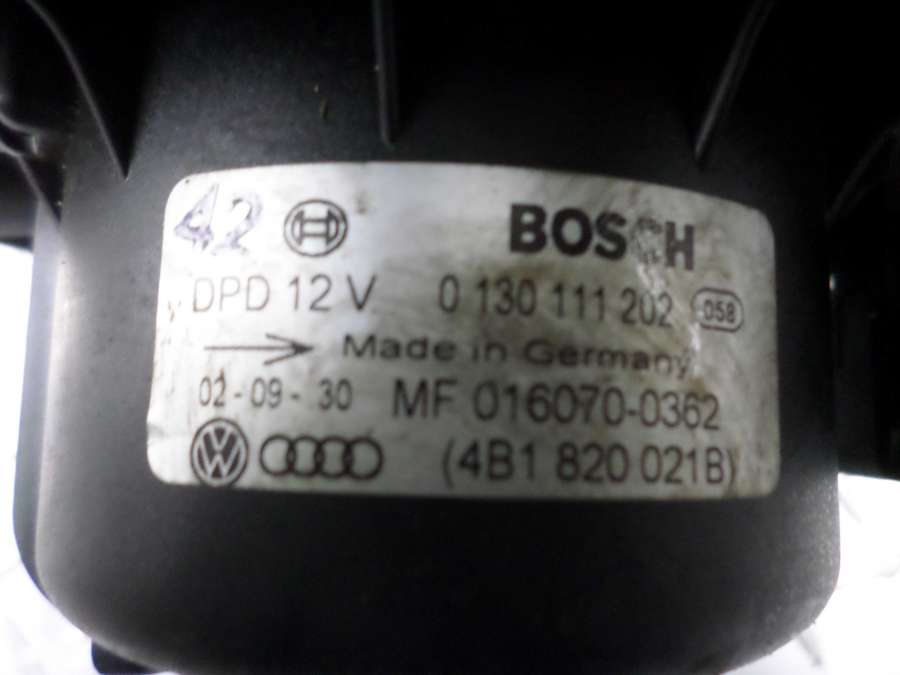 42 BOSCH
DPD 12 V 0 130 111 202 058
Made in Germany
02-09-30 MF 016070-0362
VW (4B1 820 021B)